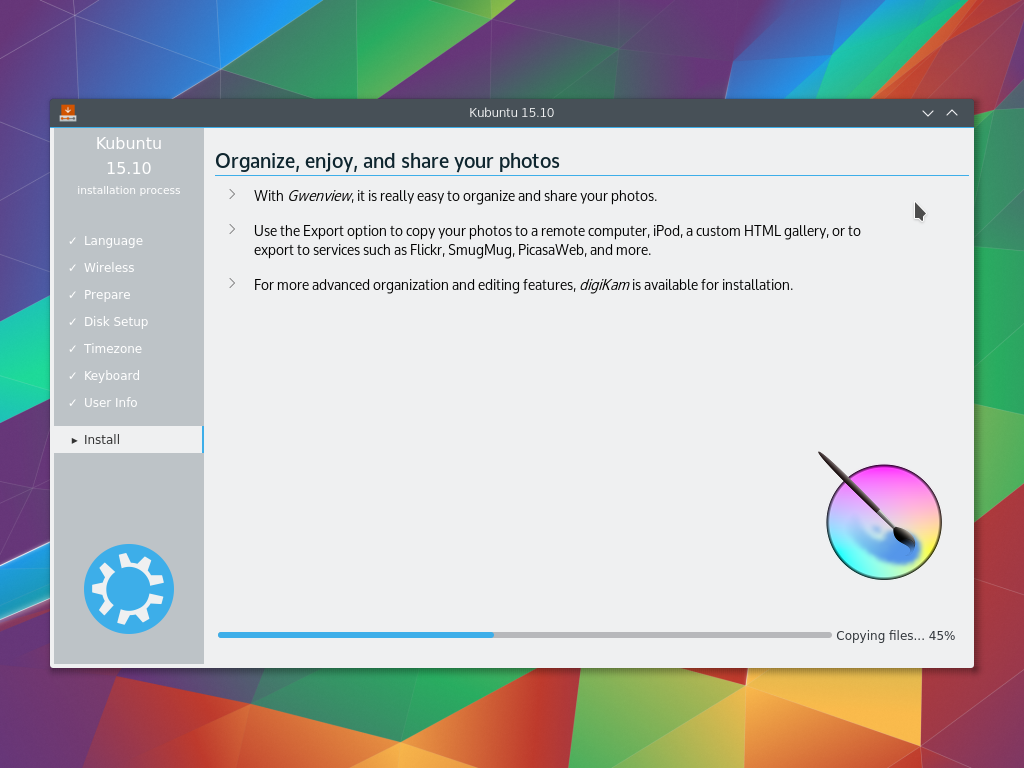 Kubuntu 15.10
Kubuntu
15.10
installation process
✓ Language
✓ Wireless
✓ Prepare
✓ Disk Setup
✓ Timezone
✓ Keyboard
✓ User Info
▸ Install
Organize, enjoy, and share your photos
With Gwenview, it is really easy to organize and share your photos.
Use the Export option to copy your photos to a remote computer, iPod, a custom HTML gallery, or to
export to services such as Flickr, SmugMug, PicasaWeb, and more.
For more advanced organization and editing features, digiKam is available for installation.
Copying files... 45%